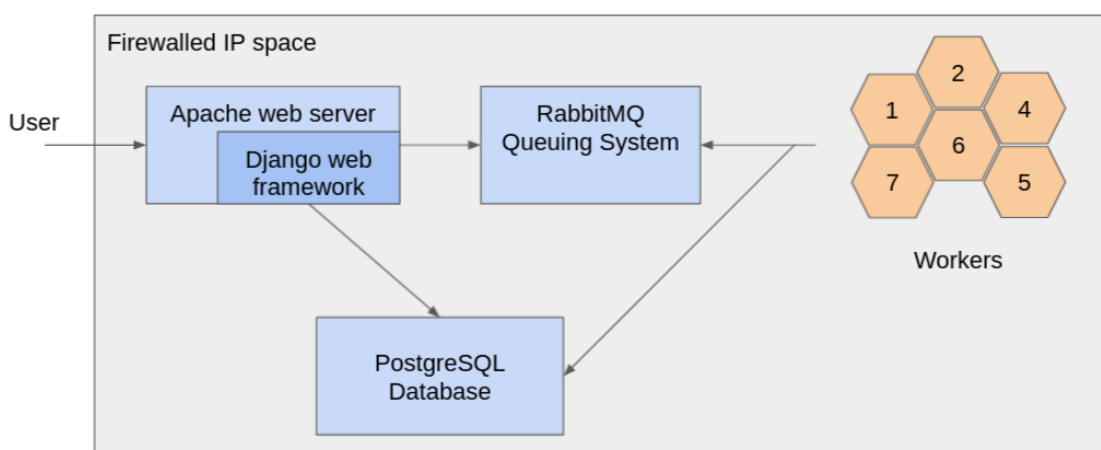 Firewalled IP space
User
Apache web server
Django web
framework
RabbitMQ
Queuing System
PostgreSQL
Database
2
1
4
6
7
5
Workers